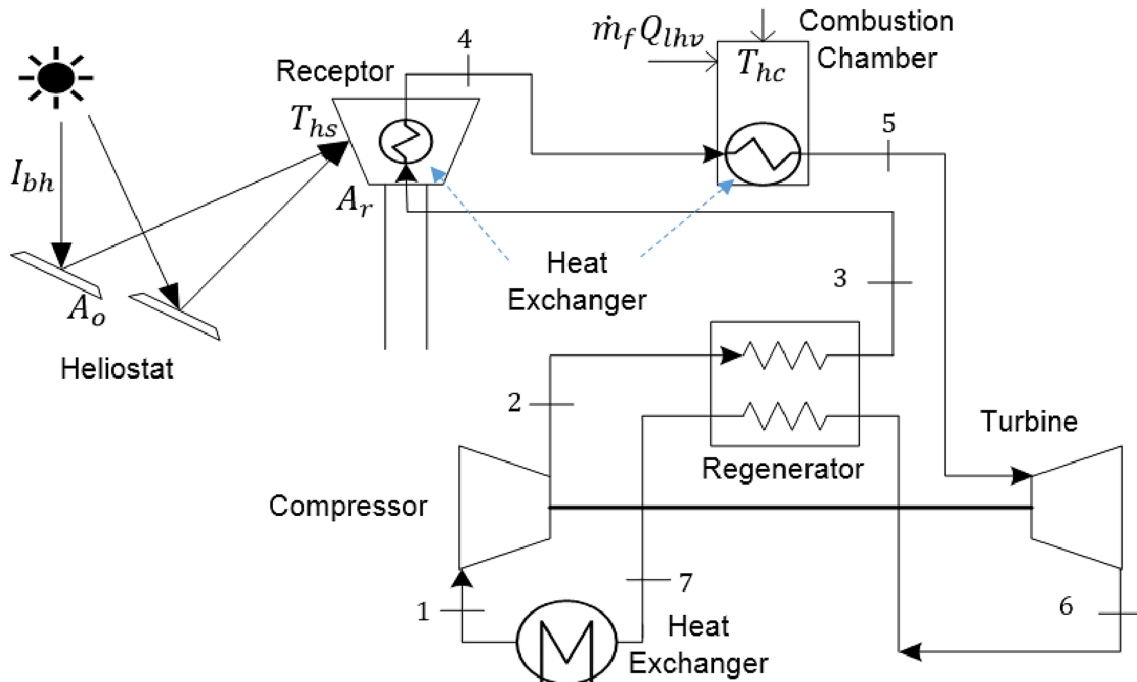 4
ṁ_f Q_lhv
Combustion
Chamber
Receptor
T_hc
T_hs
5
I_bh
A_r
Heat
Exchanger
3
A_o
Heliostat
2
Turbine
Regenerator
Compressor
1
7
6
Heat
Exchanger